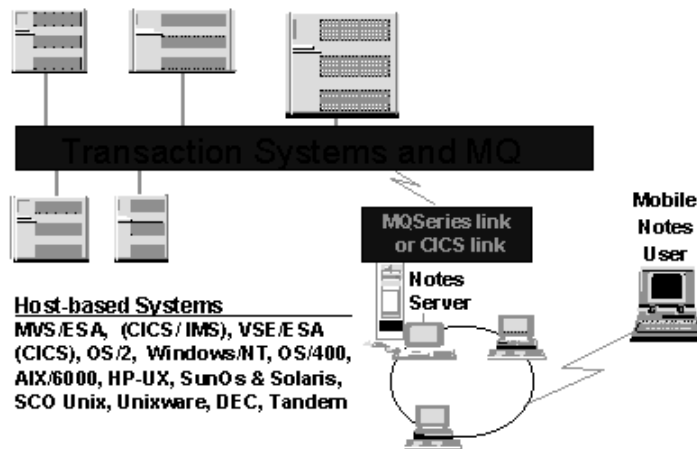 Transaction Systems and MQ
MQSeries link
or CICS link
Mobile
Notes
User
Notes
Server
Host-based Systems
MVS/ESA, (CICS/IMS), VSE/ESA
(CICS), OS/2, Windows/NT, OS/400,
AIX/6000, HP-UX, SunOs & Solaris,
SCO Unix, Unixware, DEC, Tandem